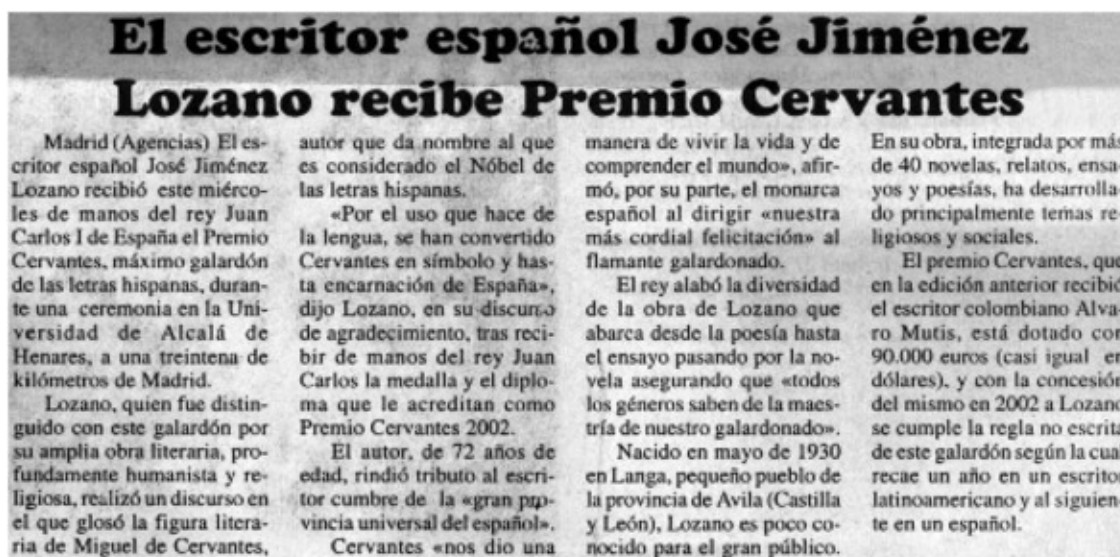 El escritor español José Jiménez
Lozano recibe Premio Cervantes
Madrid (Agencias) El es-
critor español José Jiménez
Lozano recibió este miérco-
les de manos del rey Juan
Carlos I de España el Premio
Cervantes, máximo galardón
de las letras hispanas, duran-
te una ceremonia en la Uni-
versidad de Alcalá de
Henares, a una treintena de
kilómetros de Madrid.
Lozano, quien fue distin-
guido con este galardón por
su amplia obra literaria, pro-
fundamente humanista y re-
ligiosa, realizó un discurso en
el que glosó la figura litera-
ria de Miguel de Cervantes,
autor que da nombre al que
es considerado el Nóbel de
las letras hispanas.
«Por el uso que hace de
la lengua, se han convertido
Cervantes en símbolo y has-
ta encarnación de España»,
dijo Lozano, en su discurso
de agradecimiento, tras reci-
bir de manos del rey Juan
Carlos la medalla y el diplo-
ma que le acreditan como
Premio Cervantes 2002.
El autor, de 72 años de
edad, rindió tributo al escri-
tor cumbre de la «gran pro-
vincia universal del español».
Cervantes «nos dio una
manera de vivir la vida y de
comprender el mundo», afir-
mó, por su parte, el monarca
español al dirigir «nuestra
más cordial felicitación» al
flamante galardonado.
El rey alabó la diversidad
de la obra de Lozano que
abarca desde la poesía hasta
el ensayo pasando por la no-
vela asegurando que «todos
los géneros saben de la maes-
tría de nuestro galardonado».
Nacido en mayo de 1930
en Langa, pequeño pueblo de
la provincia de Avila (Castilla
y León), Lozano es poco co-
nocido para el gran público.
En su obra, integrada por más
de 40 novelas, relatos, ensa-
yos y poesías, ha desarrolla-
do principalmente temas re-
ligiosos y sociales.
El premio Cervantes, que
en la edición anterior recibió
el escritor colombiano Alva-
ro Mutis, está dotado con
90.000 euros (casi igual en
dólares), y con la concesión
del mismo en 2002 a Lozano
se cumple la regla no escrita
de este galardón según la cual
recae un año en un escritor
latinoamericano y al siguien-
te en un español.